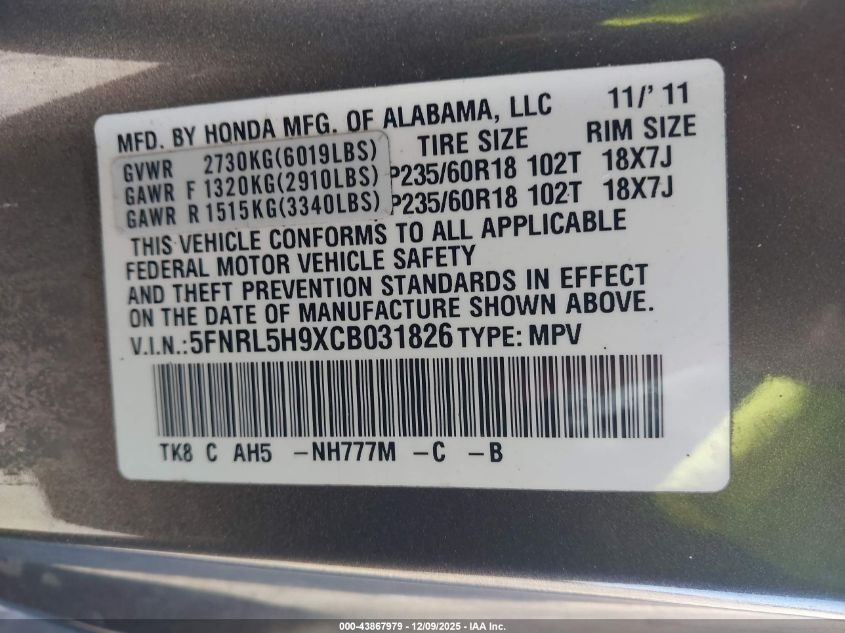 MFD. BY HONDA MFG. OF ALABAMA, LLC 11/' 11
TIRE SIZE RIM SIZE
GVWR 2730KG(6019LBS)
GAWR F 1320KG(2910LBS) P235/60R18 102T 18X7J
GAWR R 1515KG(3340LBS) P235/60R18 102T 18X7J
THIS VEHICLE CONFORMS TO ALL APPLICABLE
FEDERAL MOTOR VEHICLE SAFETY
AND THEFT PREVENTION STANDARDS IN EFFECT
ON THE DATE OF MANUFACTURE SHOWN ABOVE.
V.I.N.:5FNRL5H9XCB031826 TYPE: MPV
TK8 C AH5 -NH777M -C -B
000-43867979 - 12/09/2025 - IAA Inc.